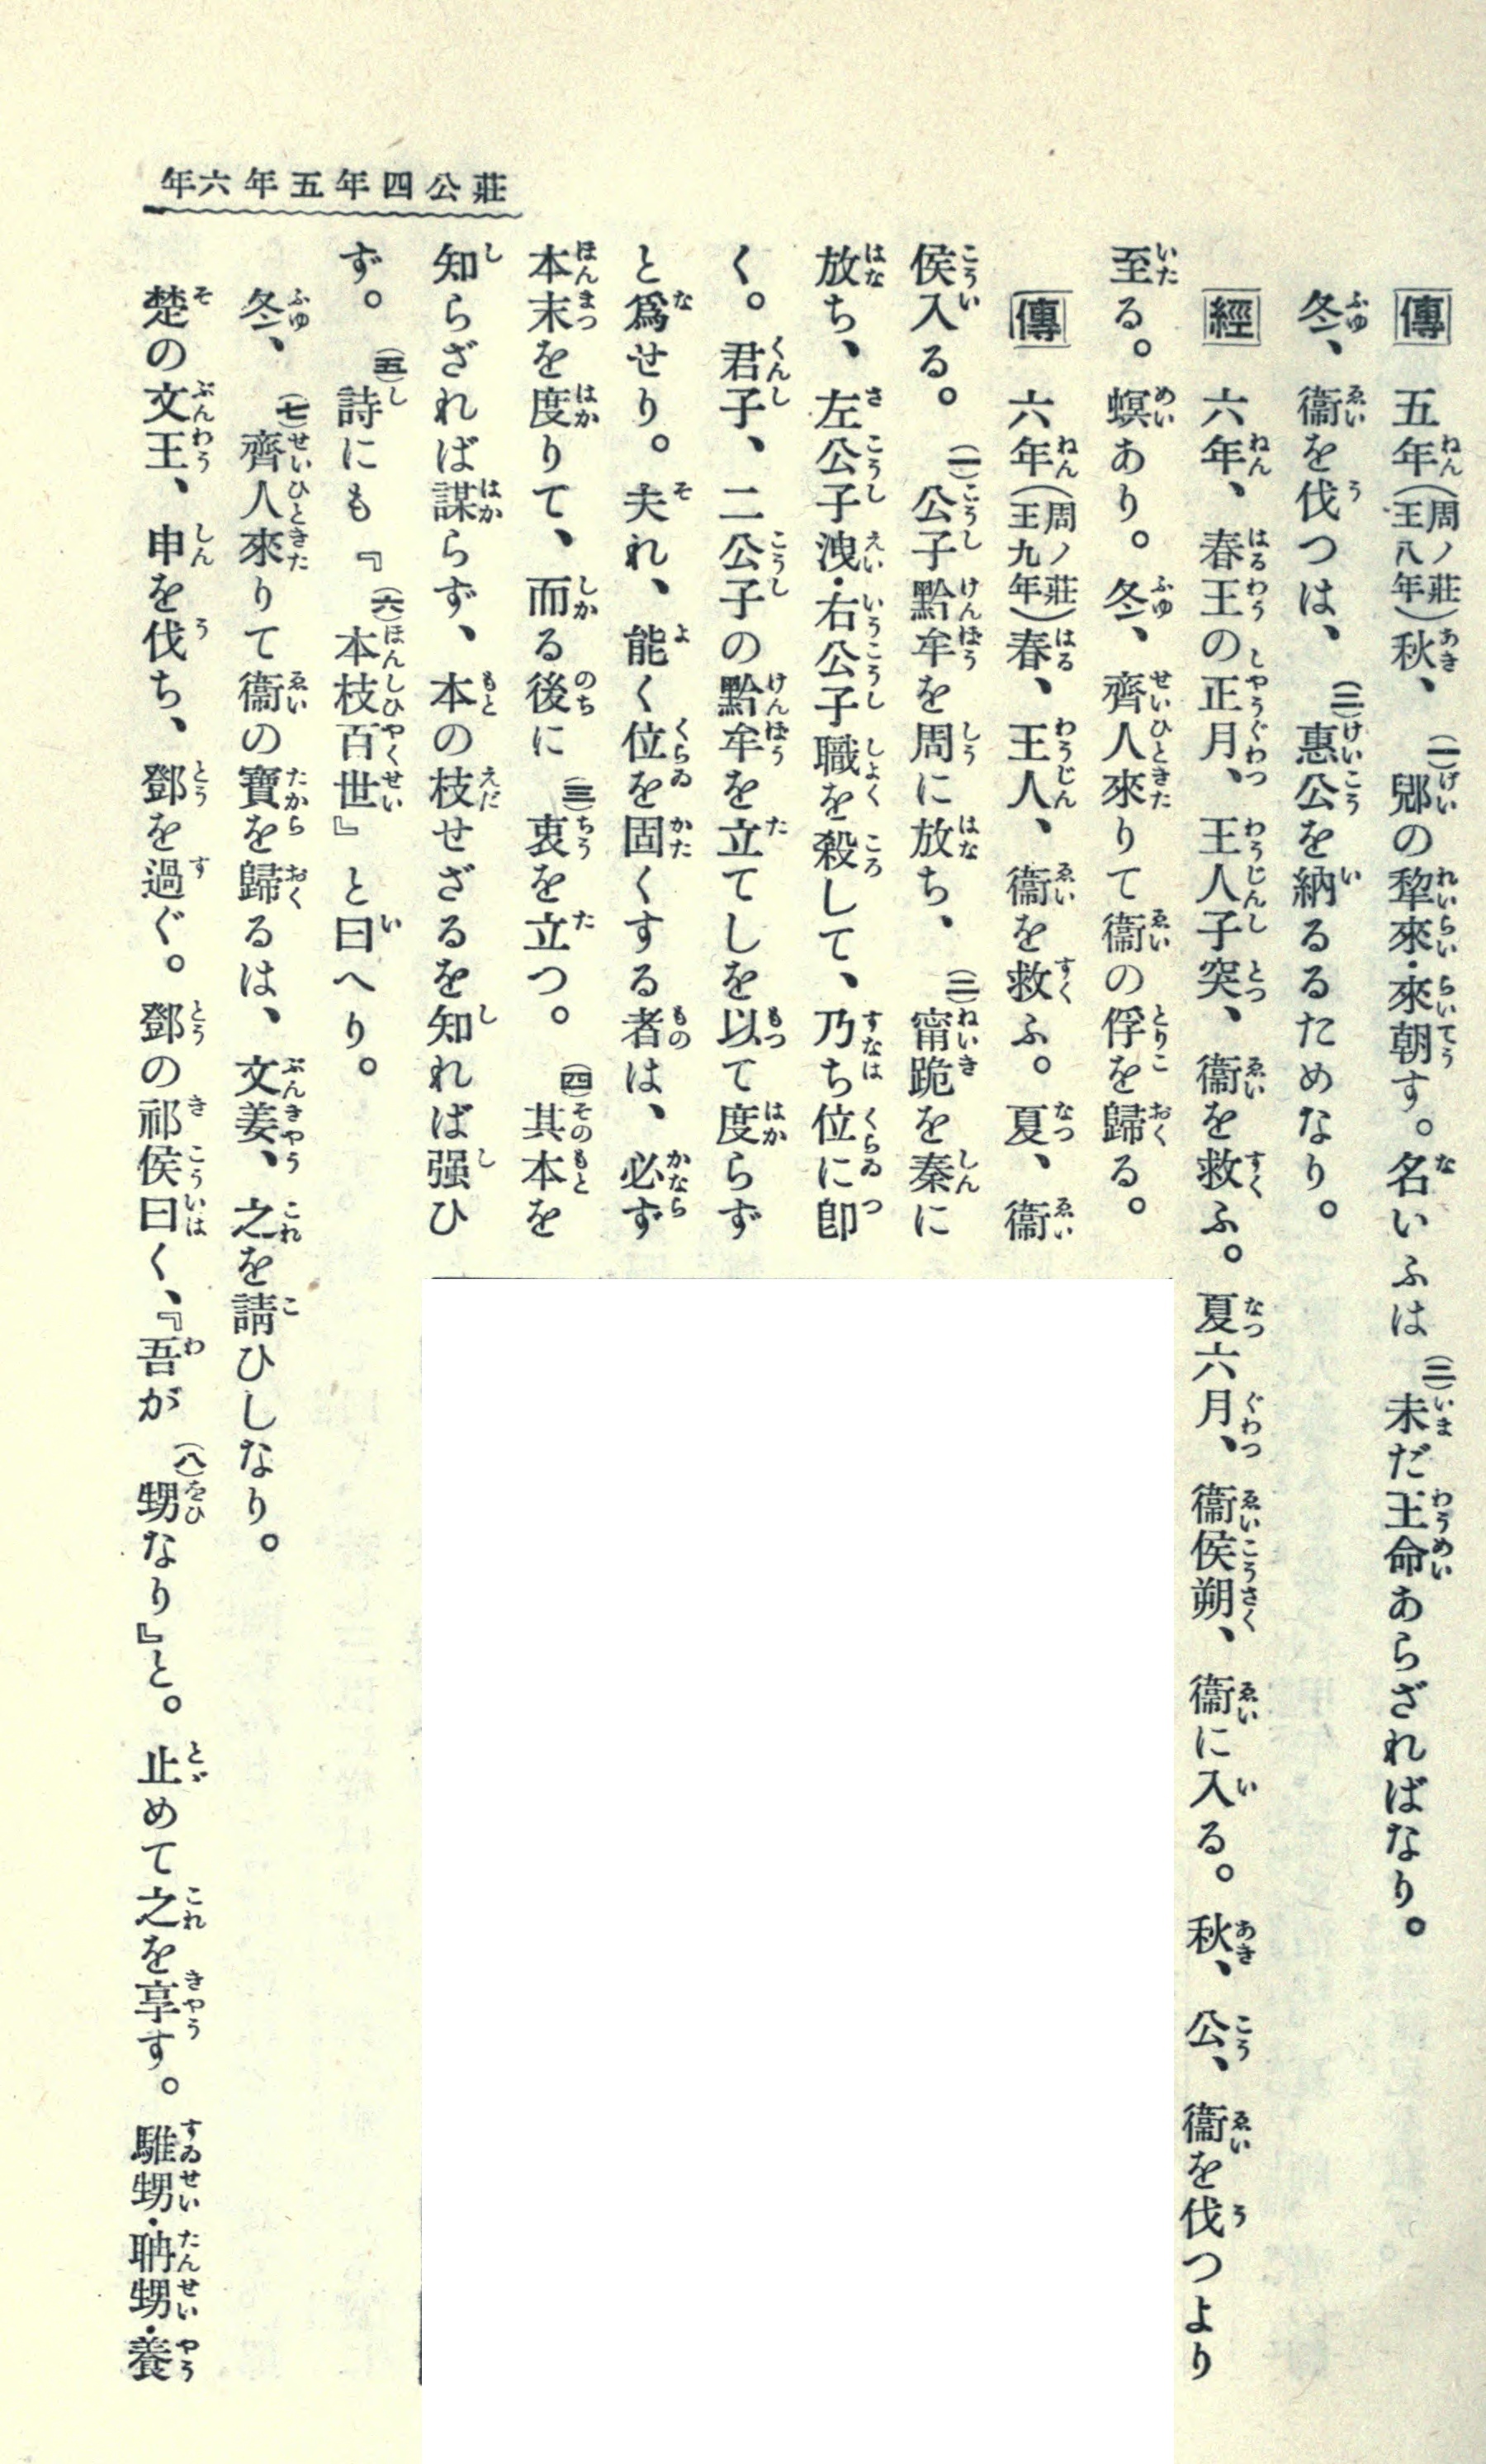 莊公四年五年六年
傳 五年(周ノ莊王八年)秋、(一)郳の犂來・來朝す。名いふは(二)未だ王命あらざればなり。
冬、衞を伐つは、(三)惠公を納るるためなり。
經 六年、春王の正月、王人子突、衞を救ふ。夏六月、衞侯朔、衞に入る。秋、公、衞を伐つより
至る。螟あり。冬、齊人來りて衞の俘を歸る。
傳 六年(周ノ莊王九年)春、王人、衞を救ふ。夏、衞
侯入る。(一)公子黔牟を周に放ち、(二)甯跪を秦に
放ち、左公子洩・右公子職を殺して、乃ち位に卽
く。君子、二公子の黔牟を立てしを以て度らず
と爲せり。夫れ、能く位を固くする者は、必ず
本末を度りて、而る後に(三)衷を立つ。(四)其本を
知らざれば謀らず、本の枝せざるを知れば强ひ
ず。(五)詩にも『(六)本枝百世』と曰へり。
冬、(七)齊人來りて衞の寶を歸るは、文姜、之を請ひしなり。
楚の文王、申を伐ち、鄧を過ぐ。鄧の祁侯曰く、『吾が(八)甥なり』と。止めて之を享す。騅甥・聃甥・養